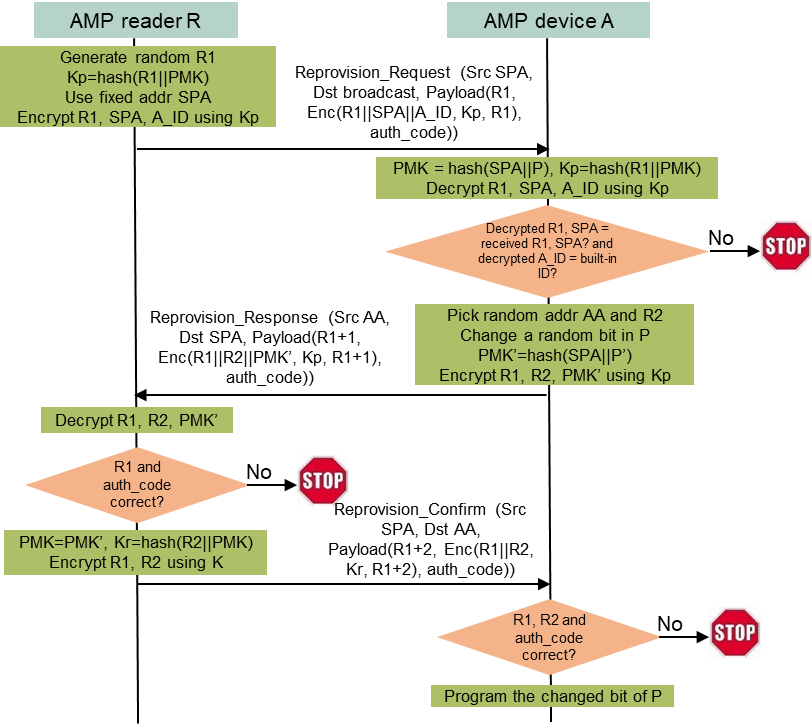 AMP reader R
AMP device A
Generate random R1
Kp=hash(R1||PMK)
Use fixed addr SPA
Encrypt R1, SPA, A_ID using Kp
Reprovision_Request (Src SPA,
Dst broadcast, Payload(R1,
Enc(R1||SPA||A_ID, Kp, R1),
auth_code))
PMK = hash(SPA||P), Kp=hash(R1||PMK)
Decrypt R1, SPA, A_ID using Kp
Decrypted R1, SPA =
received R1, SPA? and
decrypted A_ID = built-in
ID?
No
STOP
Pick random addr AA and R2
Change a random bit in P
PMK’=hash(SPA||P’)
Encrypt R1, R2, PMK’ using Kp
Reprovision_Response (Src AA,
Dst SPA, Payload(R1+1,
Enc(R1||R2||PMK’, Kp, R1+1),
auth_code))
Decrypt R1, R2, PMK’
R1 and
auth_code
correct?
No
STOP
PMK=PMK’, Kr=hash(R2||PMK)
Encrypt R1, R2 using K
Reprovision_Confirm (Src
SPA, Dst AA,
Payload(R1+2, Enc(R1||R2,
Kr, R1+2), auth_code))
R1, R2 and
auth_code
correct?
No
STOP
Program the changed bit of P